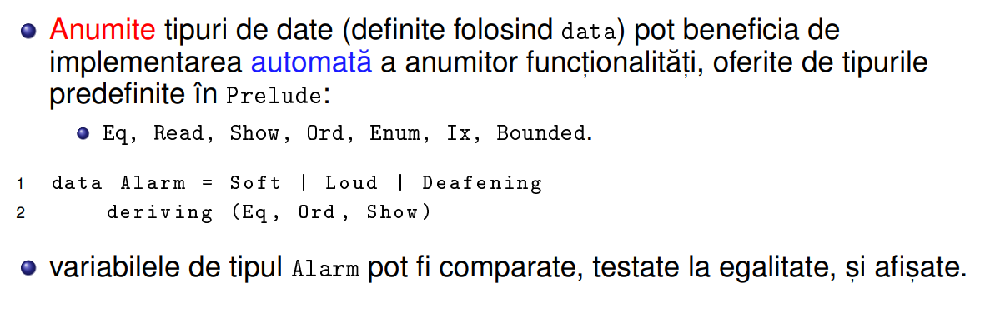 Anumite tipuri de date (definite folosind data) pot beneficia de
implementarea automată a anumitor funcționalități, oferite de tipurile
predefinite în Prelude:
Eq, Read, Show, Ord, Enum, Ix, Bounded.
1 data Alarm = Soft | Loud | Deafening
2 deriving (Eq, Ord, Show)
variabilele de tipul Alarm pot fi comparate, testate la egalitate, și afișate.